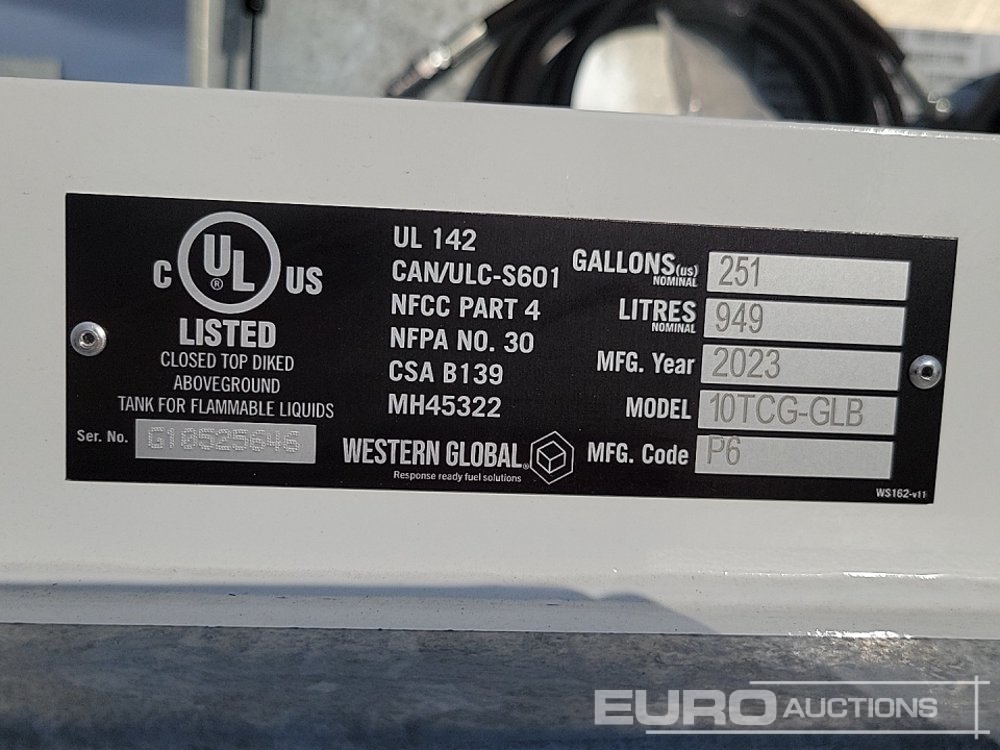 C UL ® US
LISTED
CLOSED TOP DIKED
ABOVEGROUND
TANK FOR FLAMMABLE LIQUIDS
Ser. No. G10525646
UL 142
CAN/ULC-S601
NFCC PART 4
NFPA NO. 30
CSA B139
MH45322
WESTERN GLOBAL®
Response ready fuel solutions
GALLONS(us) NOMINAL 251
LITRES NOMINAL 949
MFG. Year 2023
MODEL 10TCG-GLB
MFG. Code P6
WS162-v11
EURO AUCTIONS